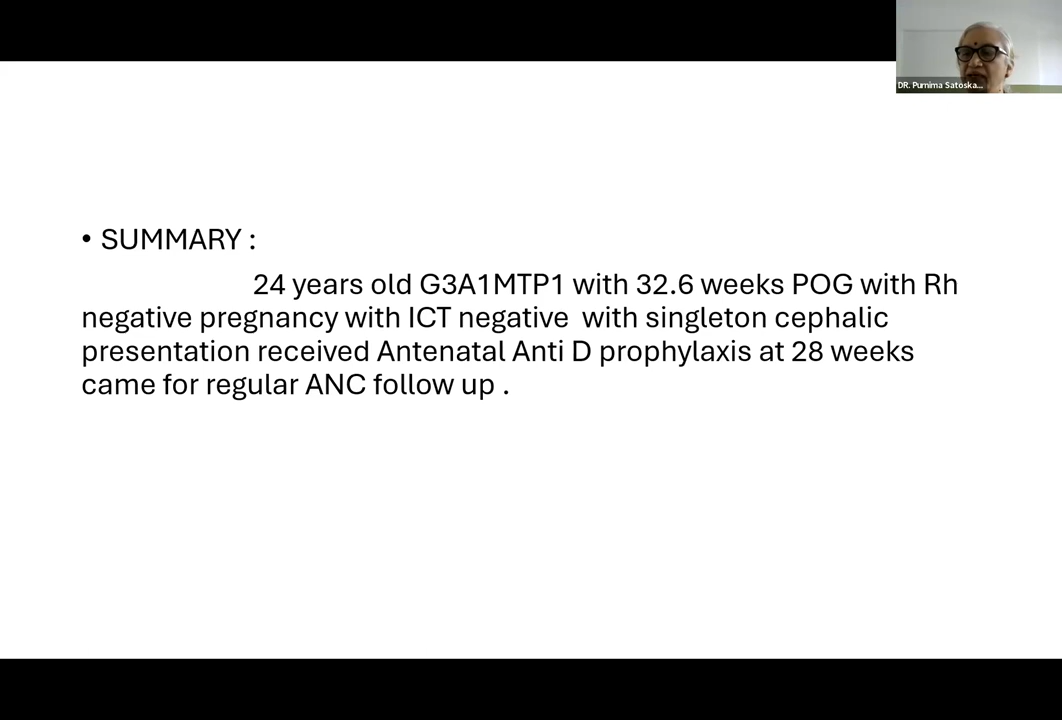 DR. Purnima Satoska...
• SUMMARY :
24 years old G3A1MTP1 with 32.6 weeks POG with Rh
negative pregnancy with ICT negative with singleton cephalic
presentation received Antenatal Anti D prophylaxis at 28 weeks
came for regular ANC follow up .